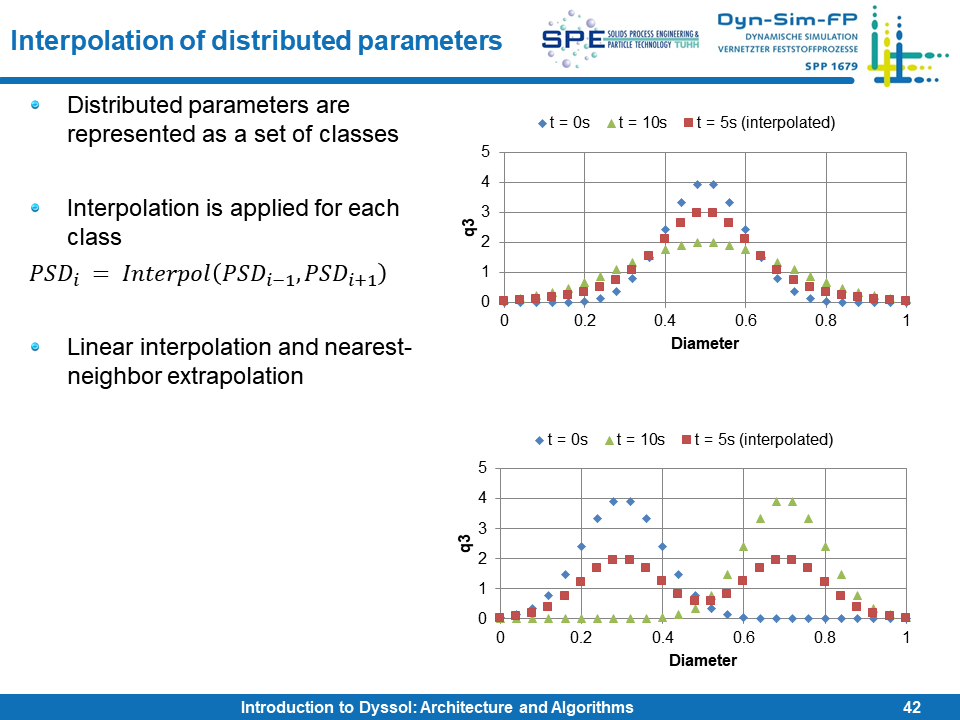 Interpolation of distributed parameters
SPE SOLIDS PROCESS ENGINEERING &
PARTICLE TECHNOLOGY TUHH
Dyn-Sim-FP
DYNAMISCHE SIMULATION
VERNETZTER FESTSTOFFPROZESSE
SPP 1679
Distributed parameters are
represented as a set of classes
Interpolation is applied for each
class
PSDᵢ = Interpol(PSDᵢ₋₁, PSDᵢ₊₁)
Linear interpolation and nearest-
neighbor extrapolation
t = 0s t = 10s t = 5s (interpolated)
5
4
3
2
1
0
q3
0 0.2 0.4 0.6 0.8 1
Diameter
t = 0s t = 10s t = 5s (interpolated)
5
4
3
2
1
0
q3
0 0.2 0.4 0.6 0.8 1
Diameter
Introduction to Dyssol: Architecture and Algorithms 42